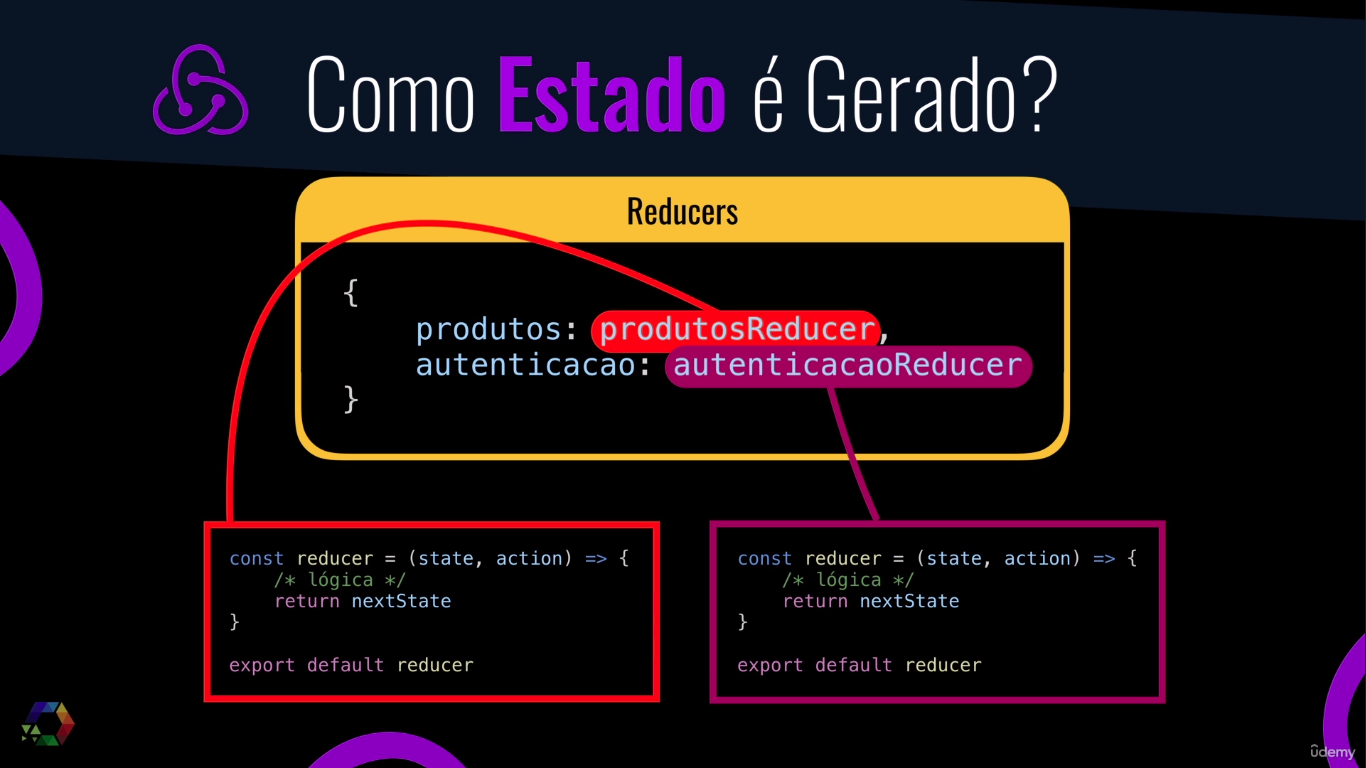 Como Estado é Gerado?
Reducers
{
produtos: produtosReducer,
autenticacao: autenticacaoReducer
}
const reducer = (state, action) => {
/* lógica */
return nextState
}
export default reducer
const reducer = (state, action) => {
/* lógica */
return nextState
}
export default reducer
udemy